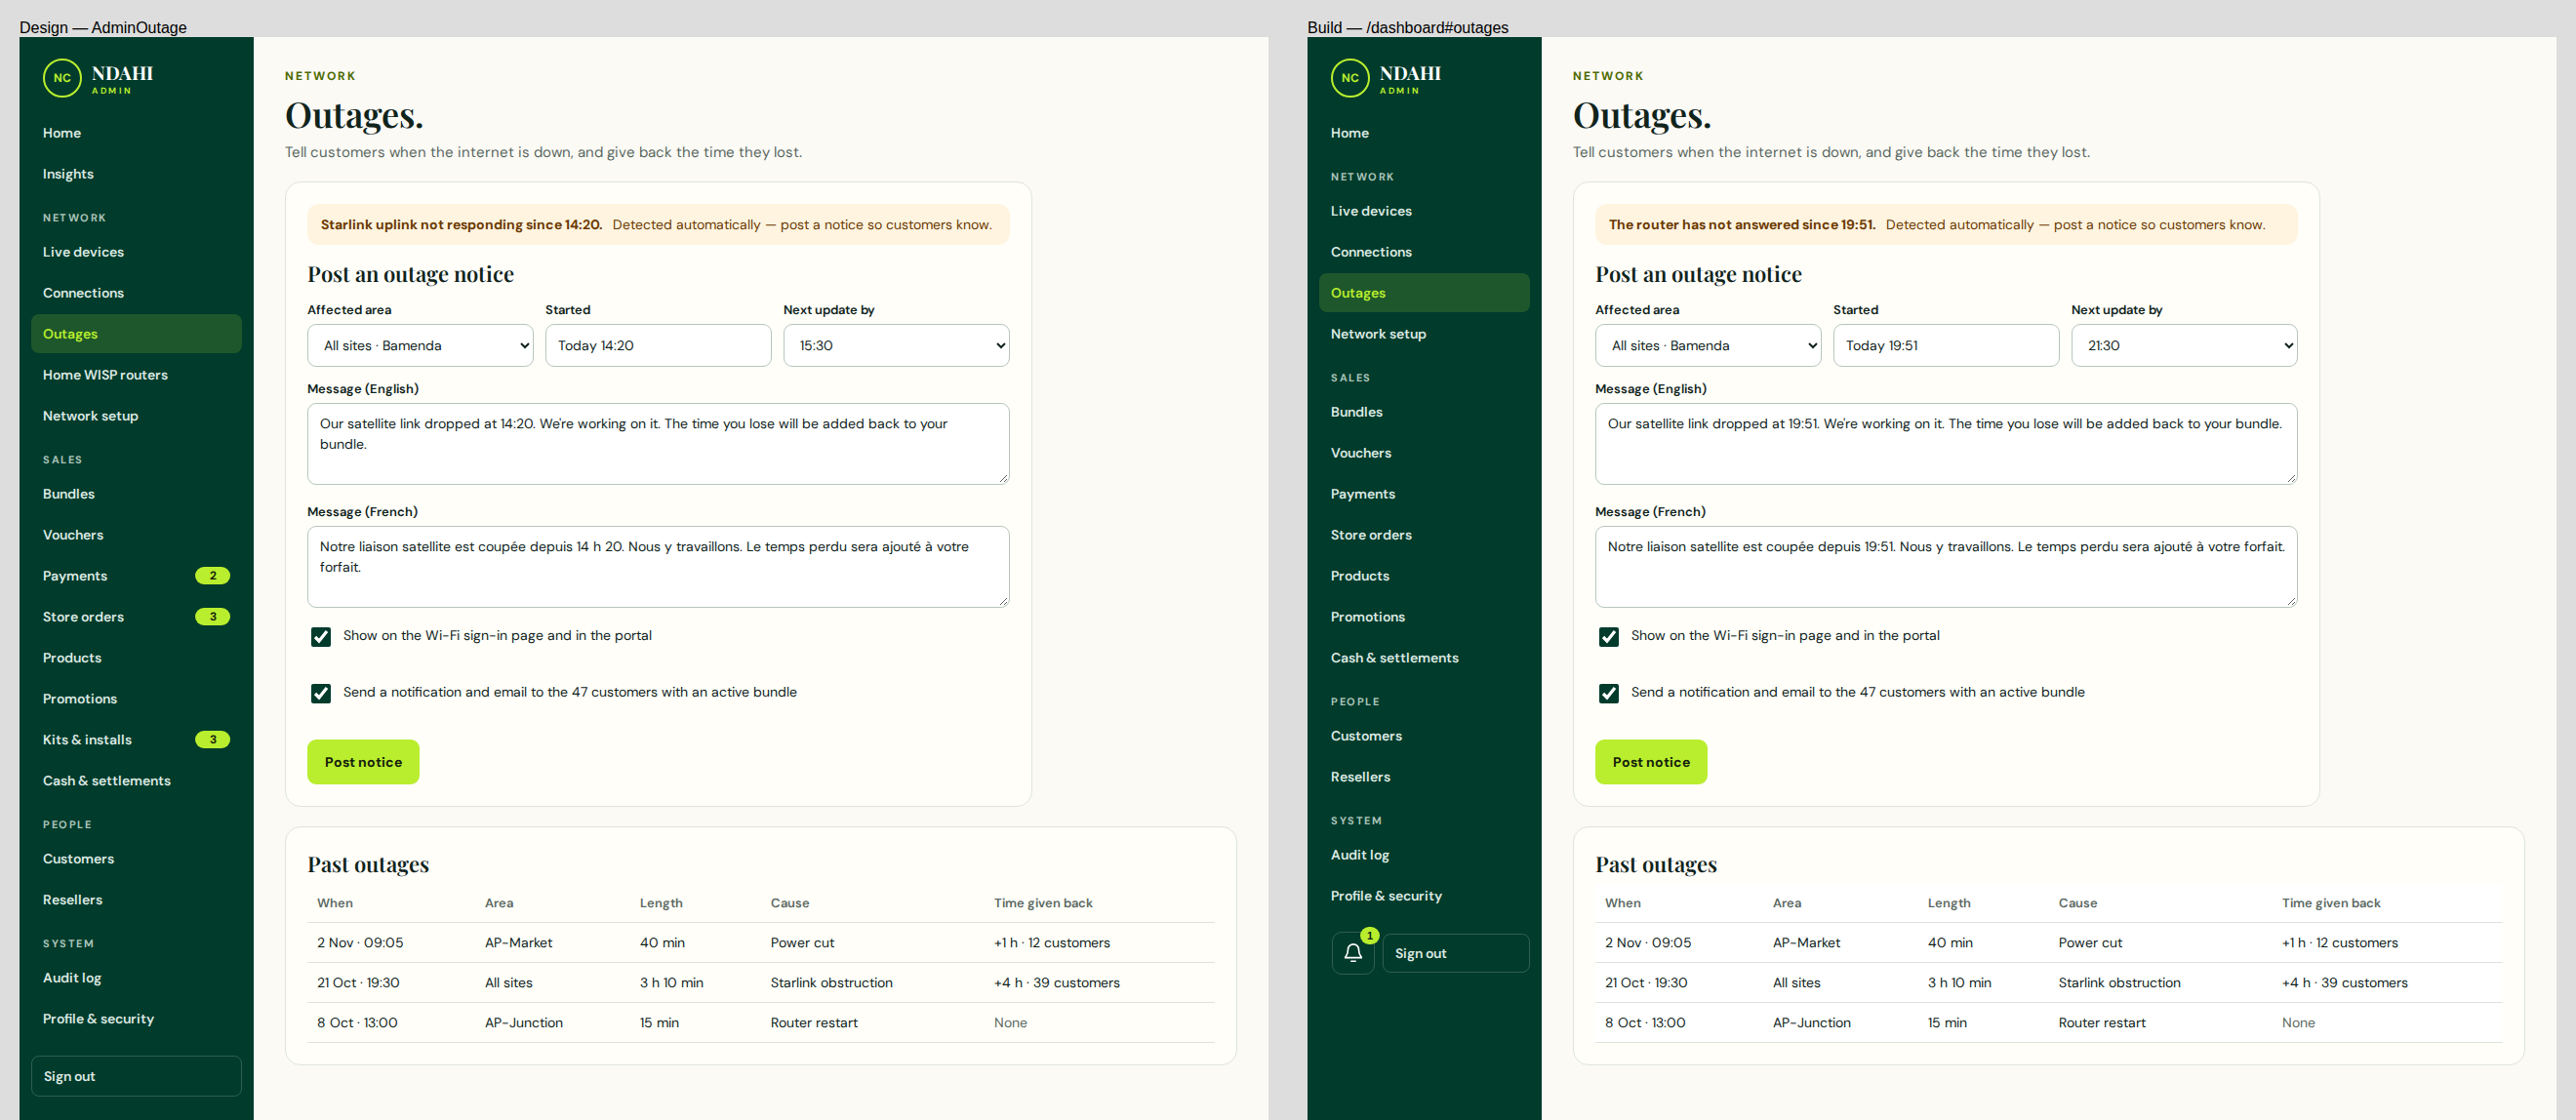 Design — AdminOutage
NC
NDAHI
ADMIN
Home
Insights
NETWORK
Live devices
Connections
Outages
Home WISP routers
Network setup
SALES
Bundles
Vouchers
Payments 2
Store orders 3
Products
Promotions
Kits & installs 3
Cash & settlements
PEOPLE
Customers
Resellers
SYSTEM
Audit log
Profile & security
Sign out
NETWORK
Outages.
Tell customers when the internet is down, and give back the time they lost.
Starlink uplink not responding since 14:20. Detected automatically — post a notice so customers know.
Post an outage notice
Affected area Started Next update by
All sites · Bamenda Today 14:20 15:30
Message (English)
Our satellite link dropped at 14:20. We're working on it. The time you lose will be added back to your
bundle.
Message (French)
Notre liaison satellite est coupée depuis 14 h 20. Nous y travaillons. Le temps perdu sera ajouté à votre
forfait.
Show on the Wi-Fi sign-in page and in the portal
Send a notification and email to the 47 customers with an active bundle
Post notice
Past outages
When Area Length Cause Time given back
2 Nov · 09:05 AP-Market 40 min Power cut +1 h · 12 customers
21 Oct · 19:30 All sites 3 h 10 min Starlink obstruction +4 h · 39 customers
8 Oct · 13:00 AP-Junction 15 min Router restart None
Build — /dashboard#outages
NC
NDAHI
ADMIN
Home
NETWORK
Live devices
Connections
Outages
Network setup
SALES
Bundles
Vouchers
Payments
Store orders
Products
Promotions
Cash & settlements
PEOPLE
Customers
Resellers
SYSTEM
Audit log
Profile & security
1
Sign out
NETWORK
Outages.
Tell customers when the internet is down, and give back the time they lost.
The router has not answered since 19:51. Detected automatically — post a notice so customers know.
Post an outage notice
Affected area Started Next update by
All sites · Bamenda Today 19:51 21:30
Message (English)
Our satellite link dropped at 19:51. We're working on it. The time you lose will be added back to your bundle.
Message (French)
Notre liaison satellite est coupée depuis 19:51. Nous y travaillons. Le temps perdu sera ajouté à votre forfait.
Show on the Wi-Fi sign-in page and in the portal
Send a notification and email to the 47 customers with an active bundle
Post notice
Past outages
When Area Length Cause Time given back
2 Nov · 09:05 AP-Market 40 min Power cut +1 h · 12 customers
21 Oct · 19:30 All sites 3 h 10 min Starlink obstruction +4 h · 39 customers
8 Oct · 13:00 AP-Junction 15 min Router restart None